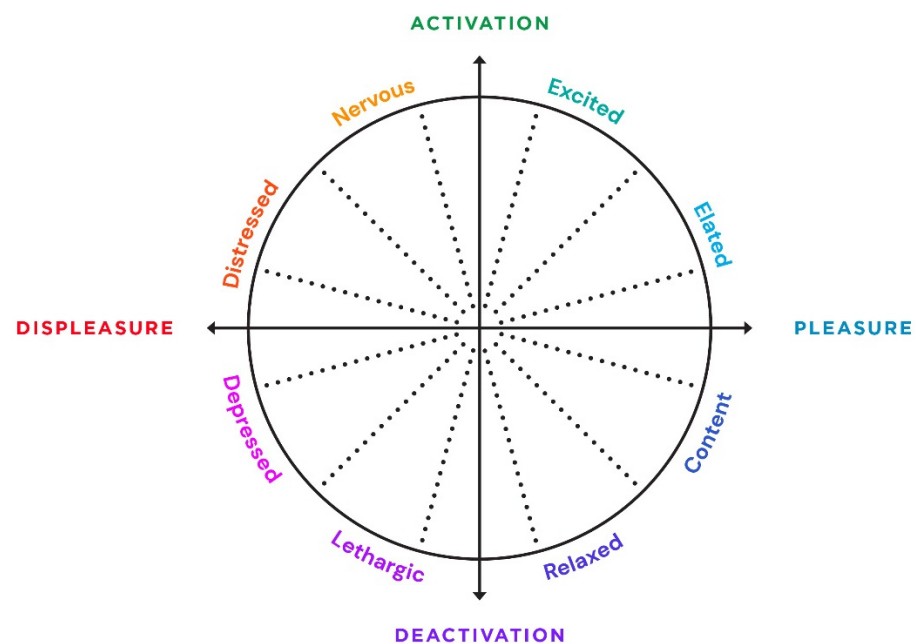 ACTIVATION
Nervous
Excited
Distressed
Elated
DISPLEASURE
PLEASURE
Depressed
Content
Lethargic
Relaxed
DEACTIVATION